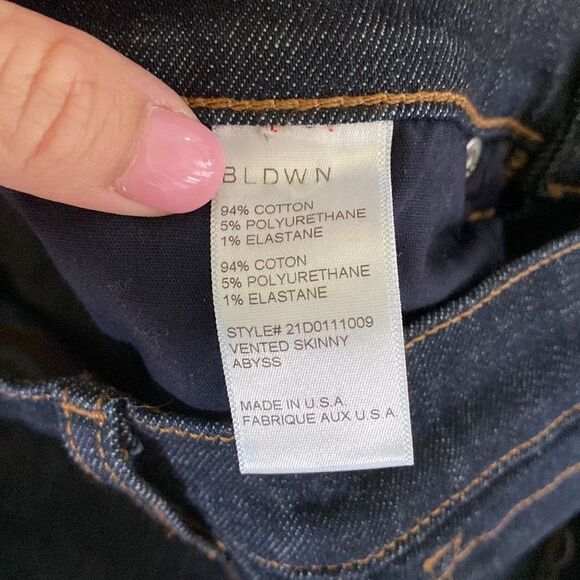 BLDWN
94% COTTON
5% POLYURETHANE
1% ELASTANE
94% COTON
5% POLYURETHANE
1% ELASTANE
STYLE# 21D0111009
VENTED SKINNY
ABYSS
MADE IN U.S.A.
FABRIQUE AUX U.S.A.